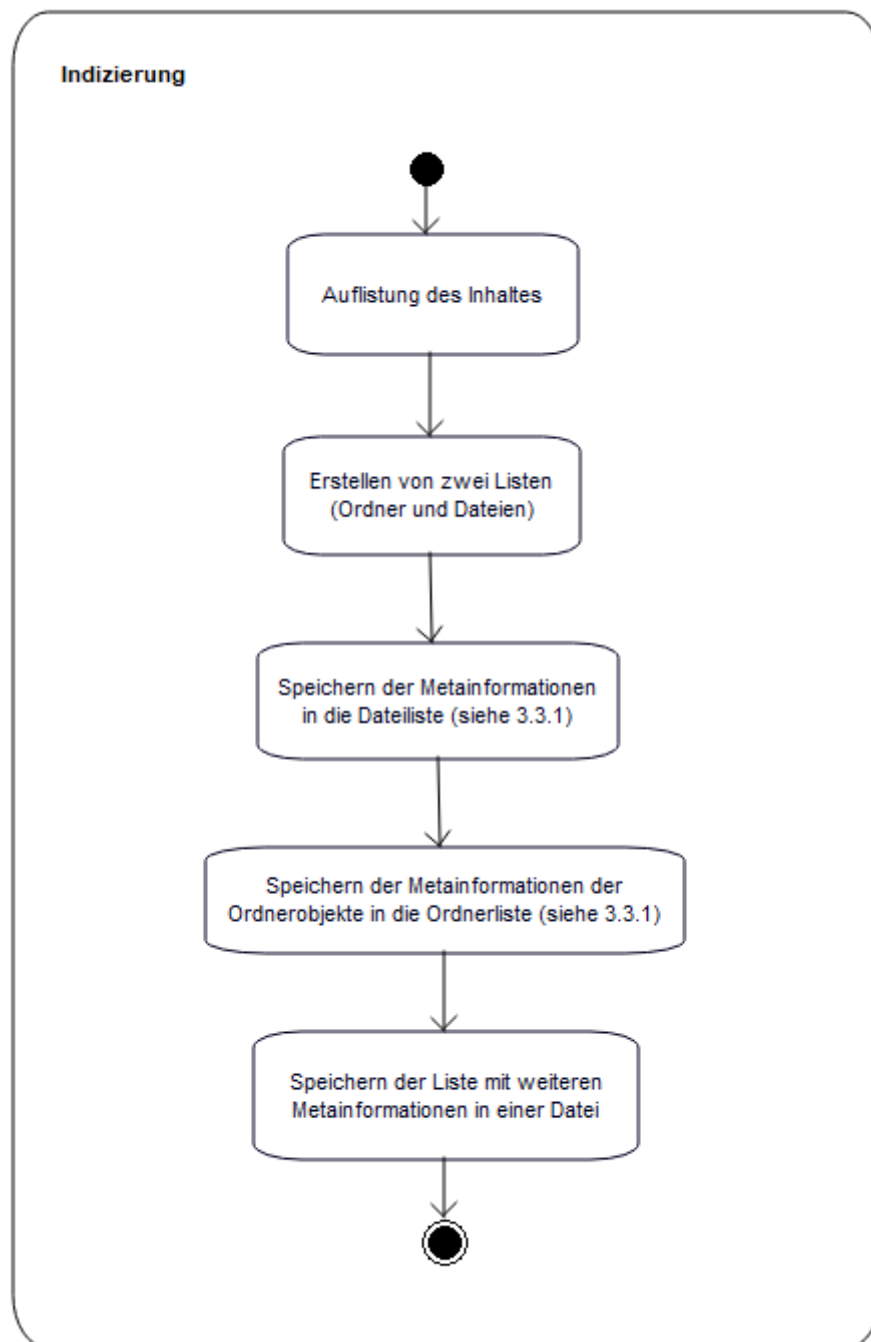 Indizierung
Auflistung des Inhaltes
Erstellen von zwei Listen
(Ordner und Dateien)
Speichern der Metainformationen
in die Dateiliste (siehe 3.3.1)
Speichern der Metainformationen der
Ordnerobjekte in die Ordnerliste (siehe 3.3.1)
Speichern der Liste mit weiteren
Metainformationen in einer Datei